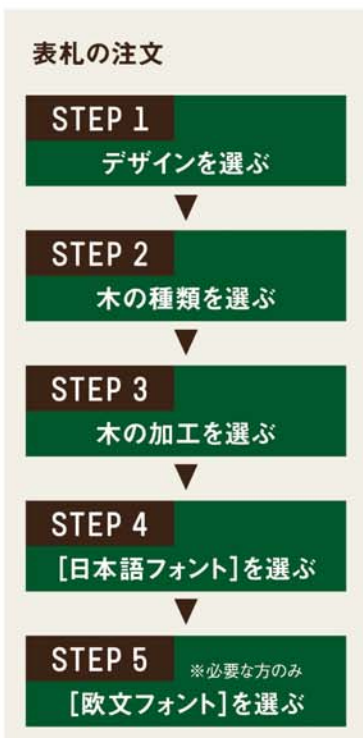 表札の注文
STEP 1
デザインを選ぶ
▼
STEP 2
木の種類を選ぶ
▼
STEP 3
木の加工を選ぶ
▼
STEP 4
[日本語フォント]を選ぶ
▼
STEP 5 ※必要な方のみ
[欧文フォント]を選ぶ